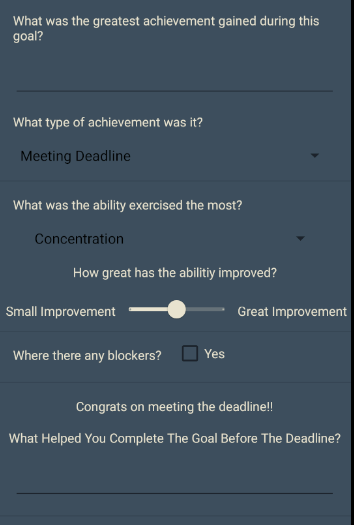 What was the greatest achievement gained during this
goal?
What type of achievement was it?
Meeting Deadline
What was the ability exercised the most?
Concentration
How great has the abilitiy improved?
Small Improvement
Great Improvement
Where there any blockers?
Yes
Congrats on meeting the deadline!!
What Helped You Complete The Goal Before The Deadline?